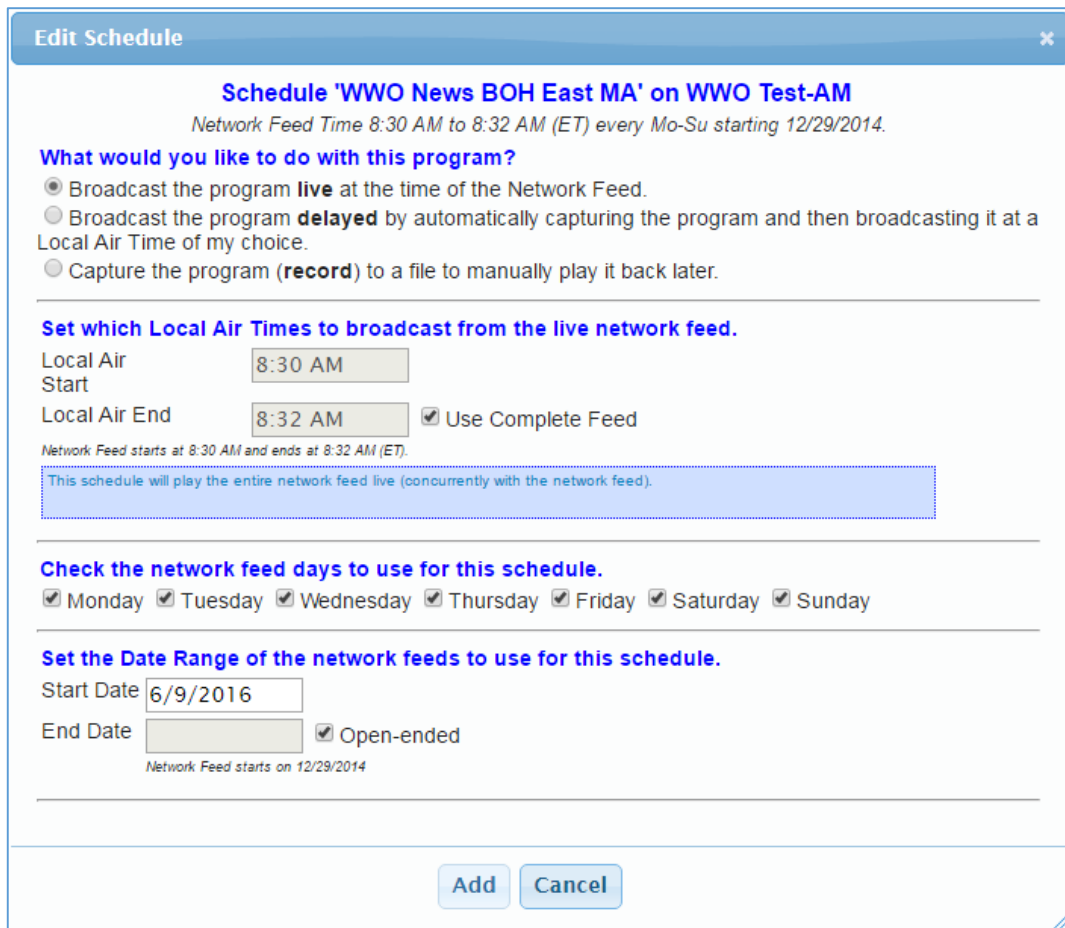 Edit Schedule
Schedule 'WWO News BOH East MA' on WWO Test-AM
Network Feed Time 8:30 AM to 8:32 AM (ET) every Mo-Su starting 12/29/2014.
What would you like to do with this program?
Broadcast the program live at the time of the Network Feed.
Broadcast the program delayed by automatically capturing the program and then broadcasting it at a
Local Air Time of my choice.
Capture the program (record) to a file to manually play it back later.
Set which Local Air Times to broadcast from the live network feed.
Local Air
Start
8:30 AM
Local Air End 8:32 AM Use Complete Feed
Network Feed starts at 8:30 AM and ends at 8:32 AM (ET).
This schedule will play the entire network feed live (concurrently with the network feed).
Check the network feed days to use for this schedule.
Monday Tuesday Wednesday Thursday Friday Saturday Sunday
Set the Date Range of the network feeds to use for this schedule.
Start Date 6/9/2016
End Date Open-ended
Network Feed starts on 12/29/2014
Add Cancel